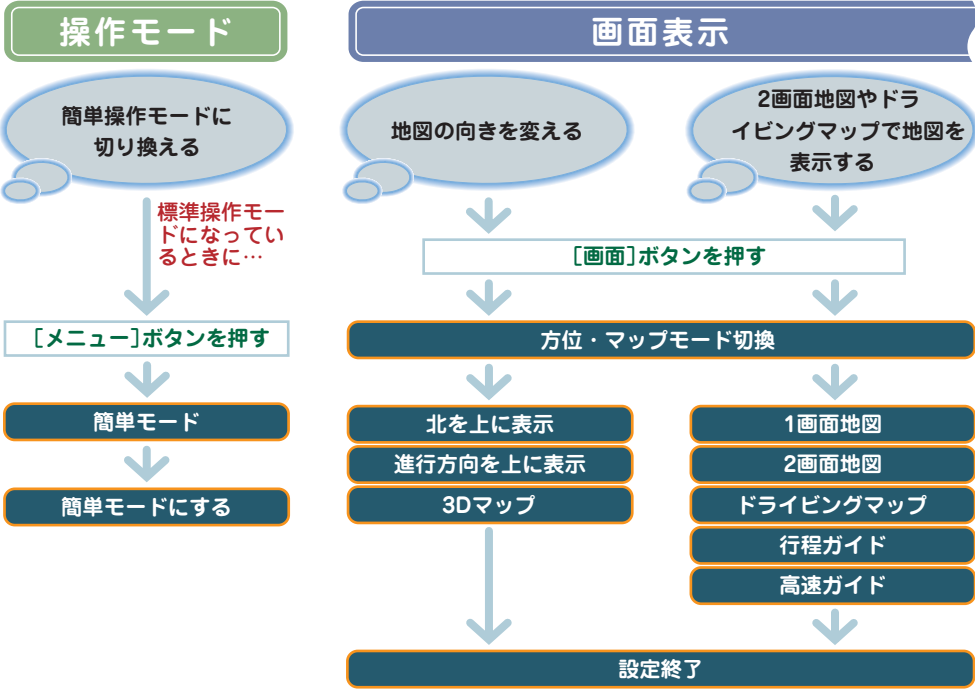 操作モード
簡単操作モードに
切り換える
標準操作モー
ドになってい
るときに…
［メニュー］ボタンを押す
簡単モード
簡単モードにする
画面表示
地図の向きを変える
2画面地図やドラ
イビングマップで地図を
表示する
［画面］ボタンを押す
方位・マップモード切換
北を上に表示
進行方向を上に表示
3Dマップ
1画面地図
2画面地図
ドライビングマップ
行程ガイド
高速ガイド
設定終了